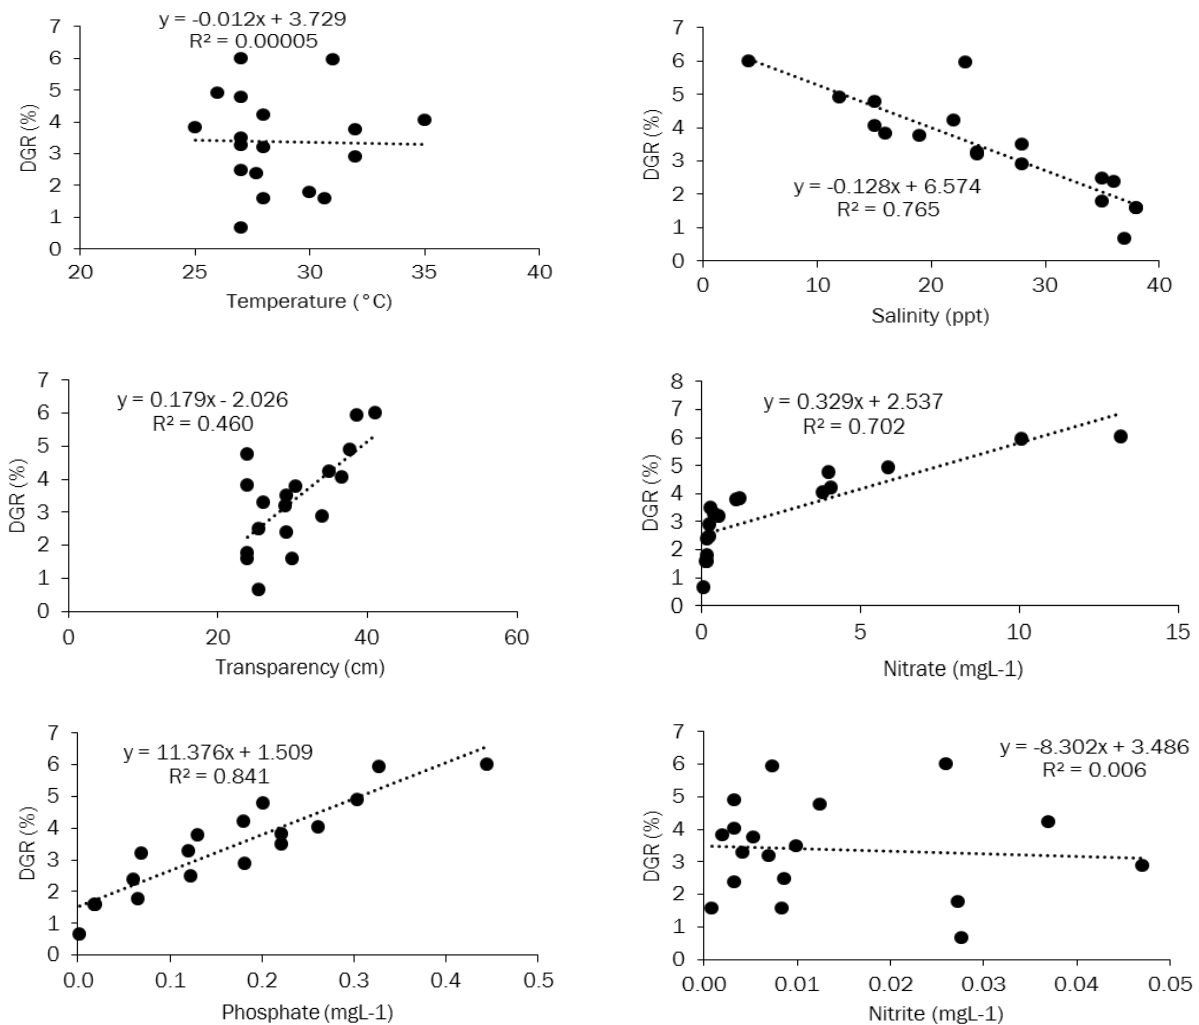 y = -0.012x + 3.729
R² = 0.00005
7
6
5
4
3
2
1
0
DGR (%)
20 25 30 35 40
Temperature (°C)
7
6
5
4
3
2
1
0
DGR (%)
y = -0.128x + 6.574
R² = 0.765
0 10 20 30 40
Salinity (ppt)
7
6
5
4
3
2
1
0
DGR (%)
y = 0.179x - 2.026
R² = 0.460
0 20 40 60
Transparency (cm)
8
7
6
5
4
3
2
1
0
DGR (%)
y = 0.329x + 2.537
R² = 0.702
0 5 10 15
Nitrate (mgL-1)
7
6
5
4
3
2
1
0
DGR (%)
y = 11.376x + 1.509
R² = 0.841
0.0 0.1 0.2 0.3 0.4 0.5
Phosphate (mgL-1)
7
6
5
4
3
2
1
0
DGR (%)
y = -8.302x + 3.486
R² = 0.006
0.00 0.01 0.02 0.03 0.04 0.05
Nitrite (mgL-1)